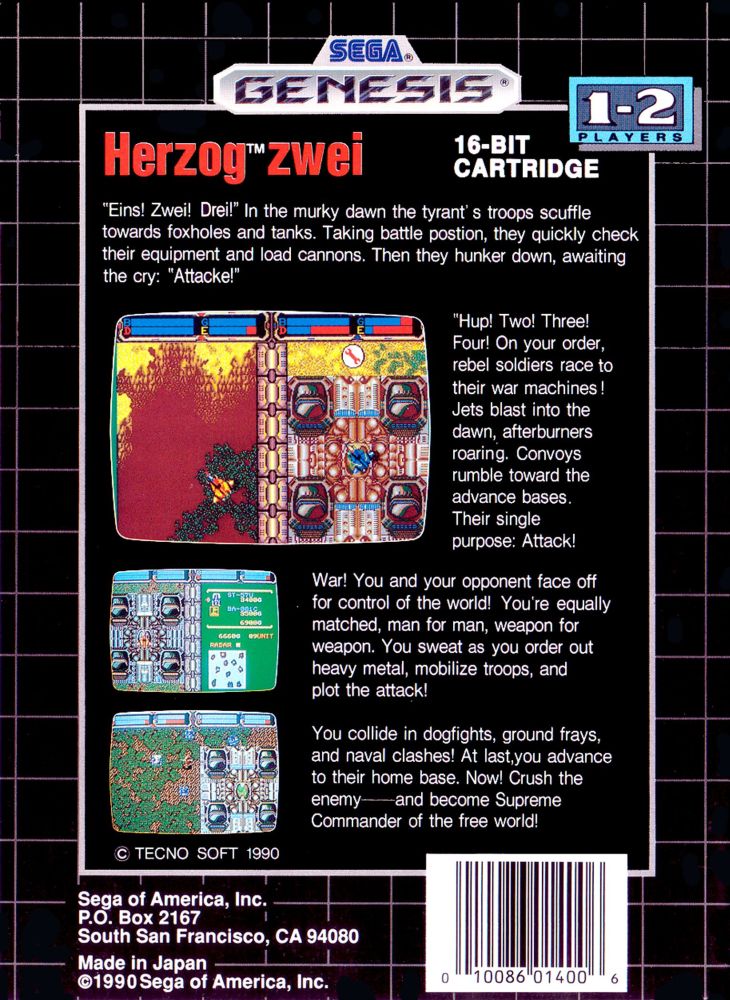 SEGA®
GENESIS®
1-2
PLAYERS
Herzog™ zwei
16-BIT
CARTRIDGE
"Eins! Zwei! Drei!" In the murky dawn the tyrant's troops scuffle
towards foxholes and tanks. Taking battle postion, they quickly check
their equipment and load cannons. Then they hunker down, awaiting
the cry: "Attacke!"
"Hup! Two! Three!
Four! On your order,
rebel soldiers race to
their war machines!
Jets blast into the
dawn, afterburners
roaring. Convoys
rumble toward the
advance bases.
Their single
purpose: Attack!
War! You and your opponent face off
for control of the world! You're equally
matched, man for man, weapon for
weapon. You sweat as you order out
heavy metal, mobilize troops, and
plot the attack!
RADAR
You collide in dogfights, ground frays,
and naval clashes! At last,you advance
to their home base. Now! Crush the
enemy——and become Supreme
Commander of the free world!
© TECNO SOFT 1990
Sega of America, Inc.
P.O. Box 2167
South San Francisco, CA 94080
Made in Japan
©1990 Sega of America, Inc.
0 10086 01400 6